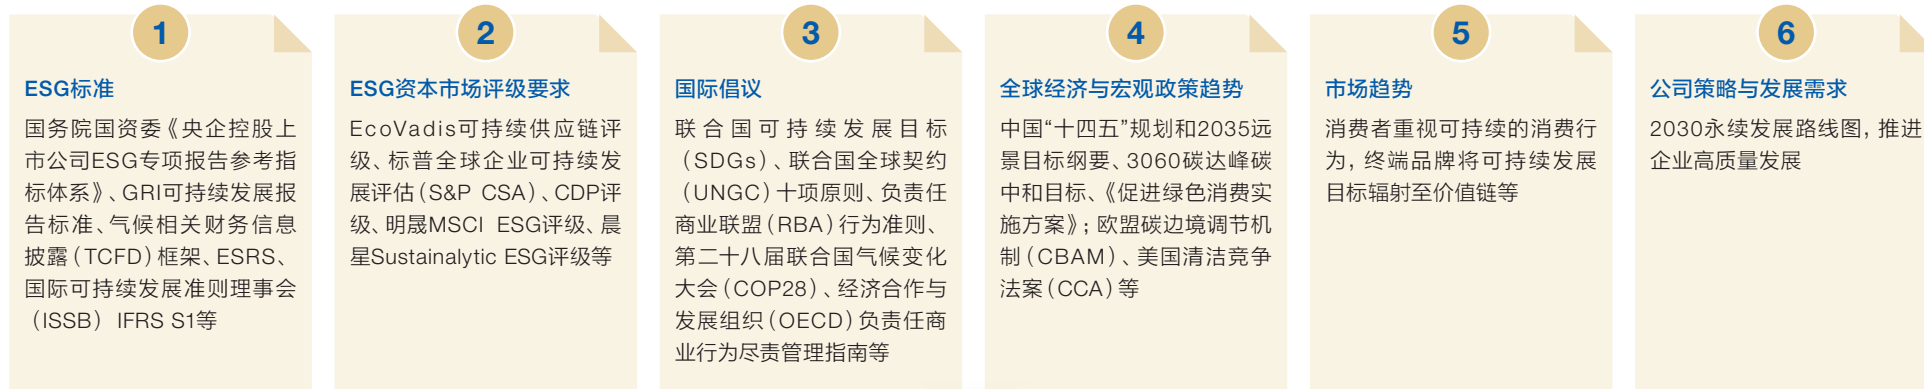 1
ESG标准
国务院国资委《央企控股上
市公司ESG专项报告参考指
标体系》、GRI可持续发展报
告标准、气候相关财务信息
披露（TCFD）框架、ESRS、
国际可持续发展准则理事会
（ISSB） IFRS S1等
2
ESG资本市场评级要求
EcoVadis可持续供应链评
级、标普全球企业可持续发
展评估（S&P CSA）、CDP评
级、明晟MSCI ESG评级、晨
星Sustainalytic ESG评级等
3
国际倡议
联合国可持续发展目标
（SDGs）、联合国全球契约
（UNGC）十项原则、负责任
商业联盟（RBA）行为准则、
第二十八届联合国气候变化
大会（COP28）、经济合作与
发展组织（OECD）负责任商
业行为尽责管理指南等
4
全球经济与宏观政策趋势
中国“十四五”规划和2035远
景目标纲要、3060碳达峰碳
中和目标、《促进绿色消费实
施方案》；欧盟碳边境调节机
制（CBAM）、美国清洁竞争
法案（CCA）等
5
市场趋势
消费者重视可持续的消费行
为，终端品牌将可持续发展
目标辐射至价值链等
6
公司策略与发展需求
2030永续发展路线图，推进
企业高质量发展